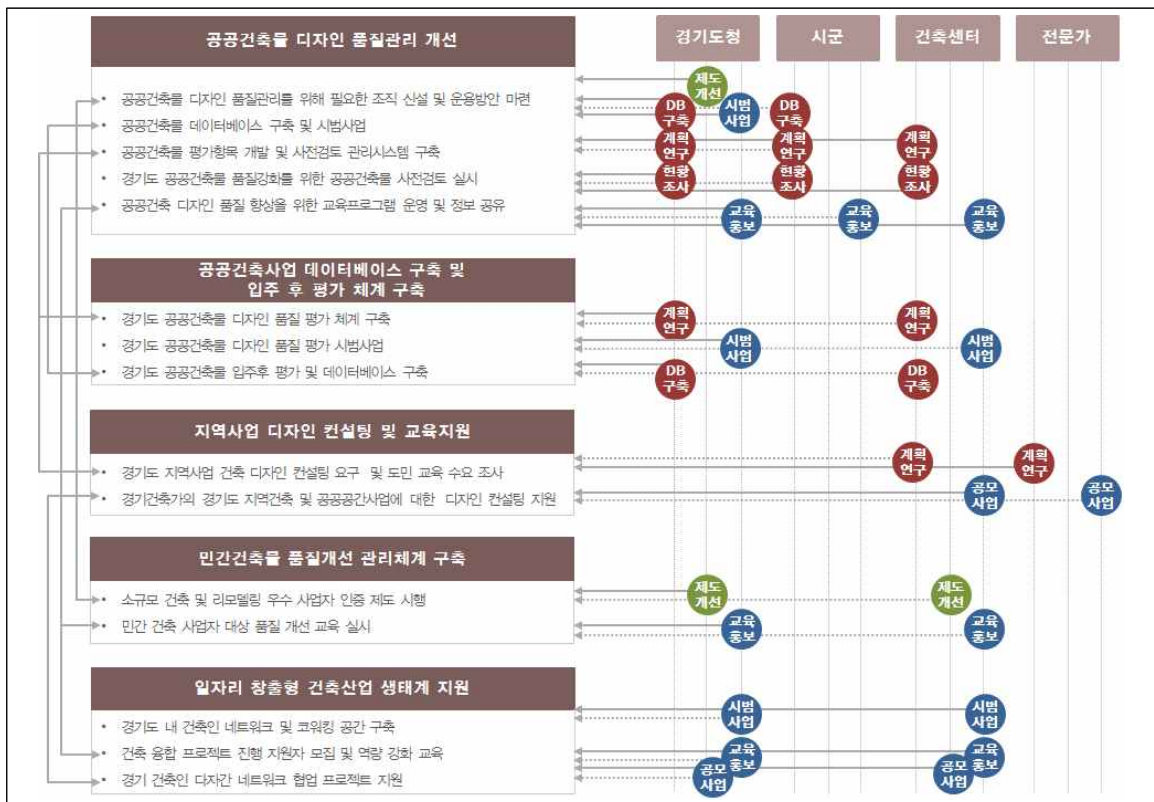 공공건축물 디자인 품질관리 개선
경기도청
시군
건축센터
전문가
• 공공건축물 디자인 품질관리를 위해 필요한 조직 신설 및 운용방안 마련
• 공공건축물 데이터베이스 구축 및 시범사업
• 공공건축물 평가항목 개발 및 사전검토 관리시스템 구축
• 경기도 공공건축물 품질강화를 위한 공공건축물 사전검토 실시
• 공공건축 디자인 품질 향상을 위한 교육프로그램 운영 및 정보 공유
제도
개선
DB
구축
시범
사업
DB
구축
계획
연구
계획
연구
계획
연구
현황
조사
현황
조사
현황
조사
교육
홍보
교육
홍보
교육
홍보
공공건축사업 데이터베이스 구축 및
입주 후 평가 체계 구축
• 경기도 공공건축물 디자인 품질 평가 체계 구축
• 경기도 공공건축물 디자인 품질 평가 시범사업
• 경기도 공공건축물 입주후 평가 및 데이터베이스 구축
계획
연구
계획
연구
시범
사업
시범
사업
DB
구축
DB
구축
지역사업 디자인 컨설팅 및 교육지원
• 경기도 지역사업 건축 디자인 컨설팅 요구 및 도민 교육 수요 조사
• 경기건축가의 경기도 지역건축 및 공공공간사업에 대한 디자인 컨설팅 지원
계획
연구
계획
연구
공모
사업
공모
사업
민간건축물 품질개선 관리체계 구축
• 소규모 건축 및 리모델링 우수 사업자 인증 제도 시행
• 민간 건축 사업자 대상 품질 개선 교육 실시
제도
개선
제도
개선
교육
홍보
교육
홍보
일자리 창출형 건축산업 생태계 지원
• 경기도 내 건축인 네트워크 및 코워킹 공간 구축
• 건축 융합 프로젝트 진행 지원자 모집 및 역량 강화 교육
• 경기 건축인 다자간 네트워크 협업 프로젝트 지원
시범
사업
시범
사업
교육
홍보
교육
홍보
공모
사업
공모
사업